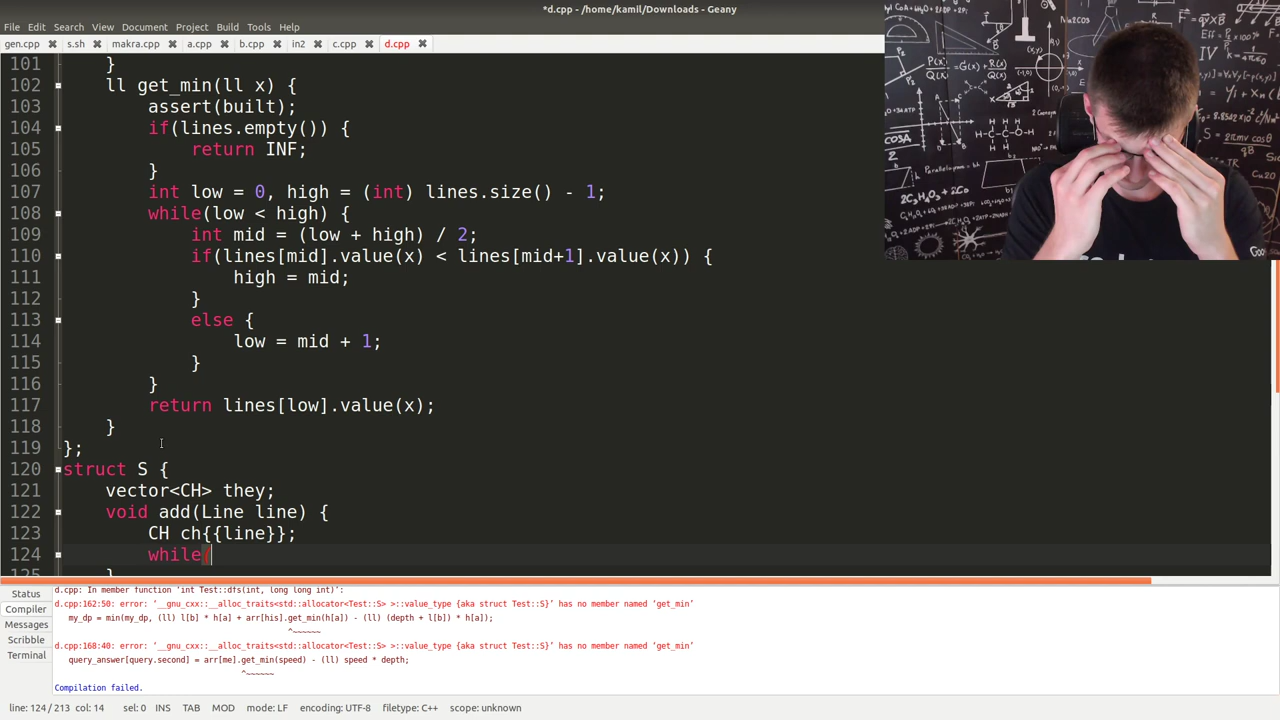 *d.cpp - /home/kamil/Downloads - Geany
File Edit Search View Document Project Build Tools Help
gen.cpp s.sh makra.cpp a.cpp b.cpp in2 c.cpp d.cpp
101 }
102 ll get_min(ll x) {
103 assert(built);
104 if(lines.empty()) {
105 return INF;
106 }
107 int low = 0, high = (int) lines.size() - 1;
108 while(low < high) {
109 int mid = (low + high) / 2;
110 if(lines[mid].value(x) < lines[mid+1].value(x)) {
111 high = mid;
112 }
113 else {
114 low = mid + 1;
115 }
116 }
117 return lines[low].value(x);
118 }
119 };
120 struct S {
121 vector<CH> they;
122 void add(Line line) {
123 CH ch{{line}};
124 while(
125 }
Status
Compiler
Messages
Scribble
Terminal
d.cpp: In member function ‘int Test::dfs(int, long long int)’:
d.cpp:162:50: error: ‘__gnu_cxx::__alloc_traits<std::allocator<Test::S> >::value_type {aka struct Test::S}’ has no member named ‘get_min’
my_dp = min(my_dp, (ll) l[b] * h[a] + arr[his].get_min(h[a]) - (ll) (depth + l[b]) * h[a]);
^~~~~~~
d.cpp:168:40: error: ‘__gnu_cxx::__alloc_traits<std::allocator<Test::S> >::value_type {aka struct Test::S}’ has no member named ‘get_min’
query_answer[query.second] = arr[me].get_min(speed) - (ll) speed * depth;
^~~~~~~
Compilation failed.
line: 124 / 213 col: 14 sel: 0 INS TAB MOD mode: LF encoding: UTF-8 filetype: C++ scope: unknown